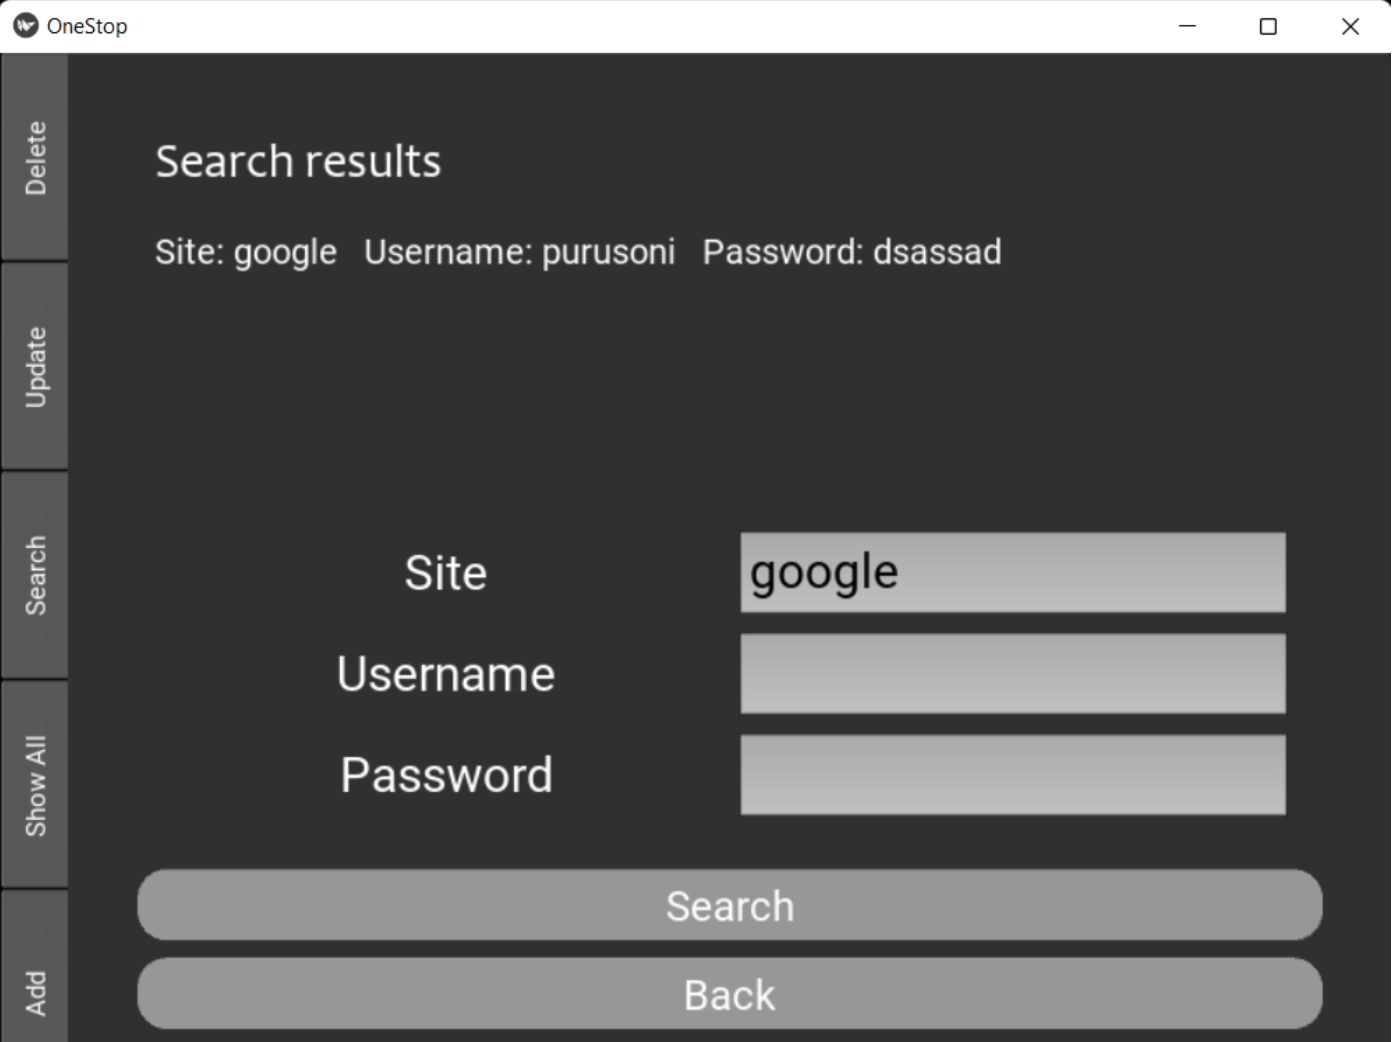 OneStop
Delete
Update
Search
Show All
Add
Search results
Site: google Username: purusoni Password: dsassad
Site google
Username
Password
Search
Back